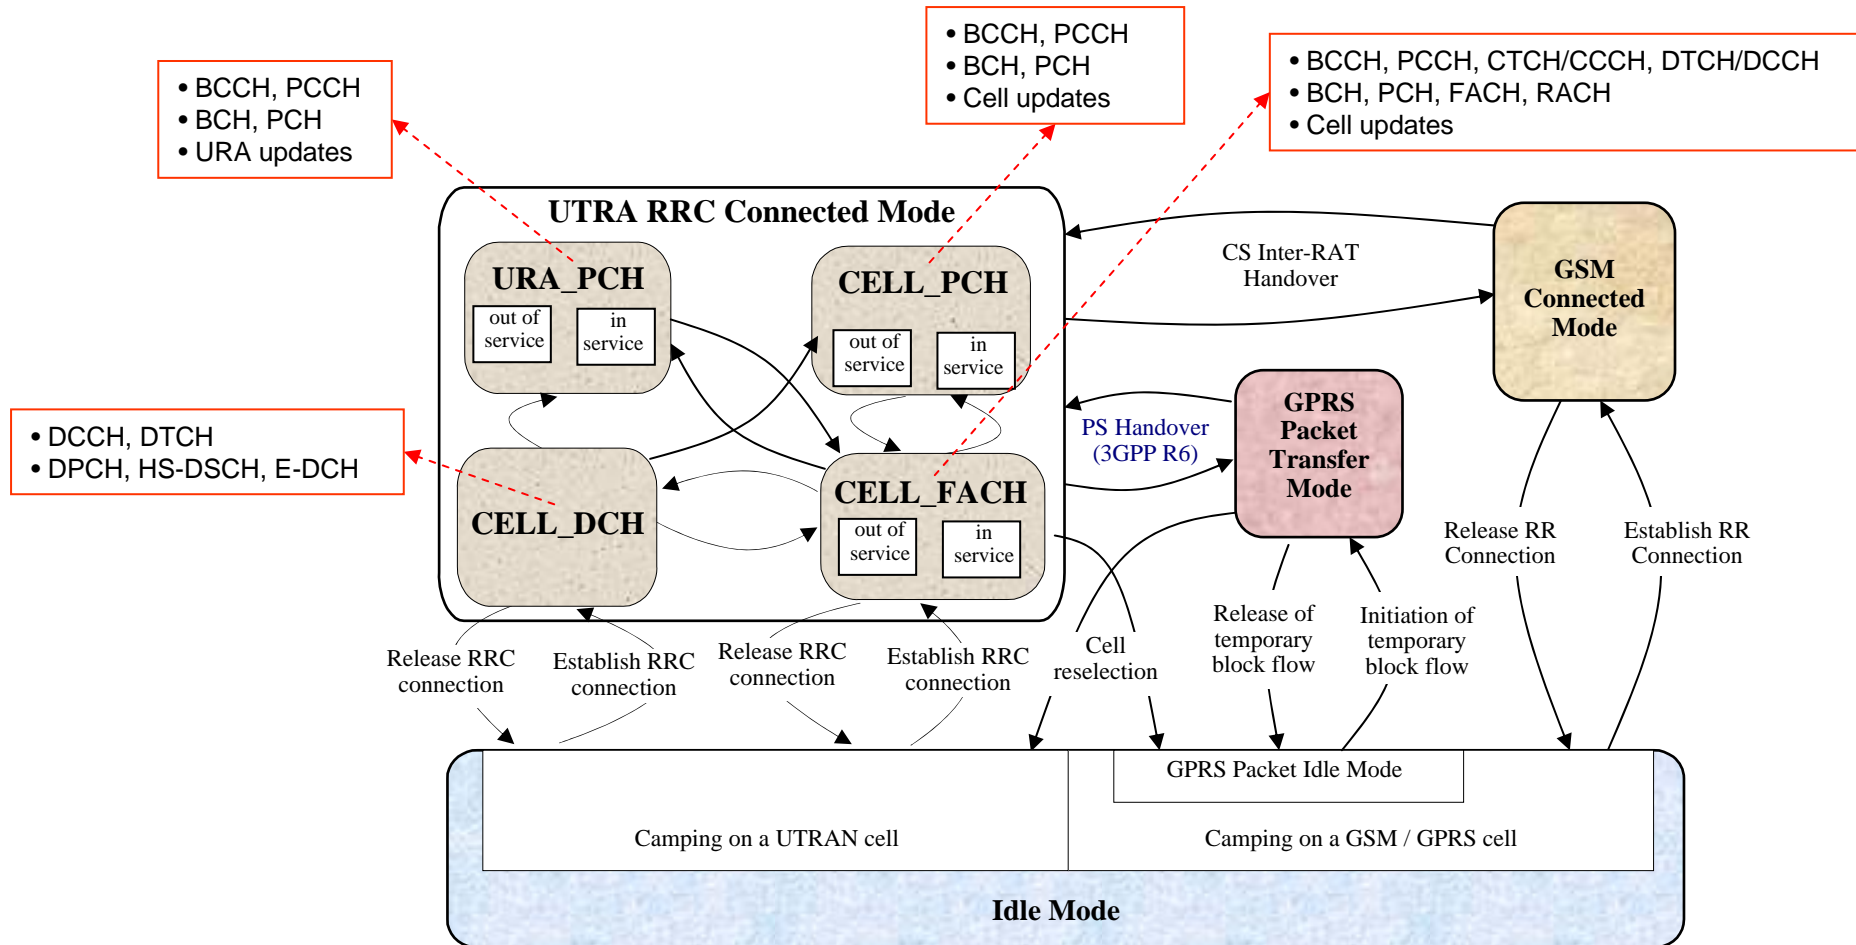 • BCCH, PCCH
• BCH, PCH
• URA updates
• BCCH, PCCH
• BCH, PCH
• Cell updates
• BCCH, PCCH, CTCH/CCCH, DTCH/DCCH
• BCH, PCH, FACH, RACH
• Cell updates
UTRA RRC Connected Mode
URA_PCH
out of
service
in
service
CELL_PCH
out of
service
in
service
CS Inter-RAT
Handover
GSM
Connected
Mode
• DCCH, DTCH
• DPCH, HS-DSCH, E-DCH
CELL_DCH
CELL_FACH
out of
service
in
service
PS Handover
(3GPP R6)
GPRS
Packet
Transfer
Mode
Release RRC
connection
Establish RRC
connection
Release RRC
connection
Establish RRC
connection
Cell
reselection
Release of
temporary
block flow
Initiation of
temporary
block flow
Release RR
Connection
Establish RR
Connection
GPRS Packet Idle Mode
Camping on a UTRAN cell
Camping on a GSM / GPRS cell
Idle Mode